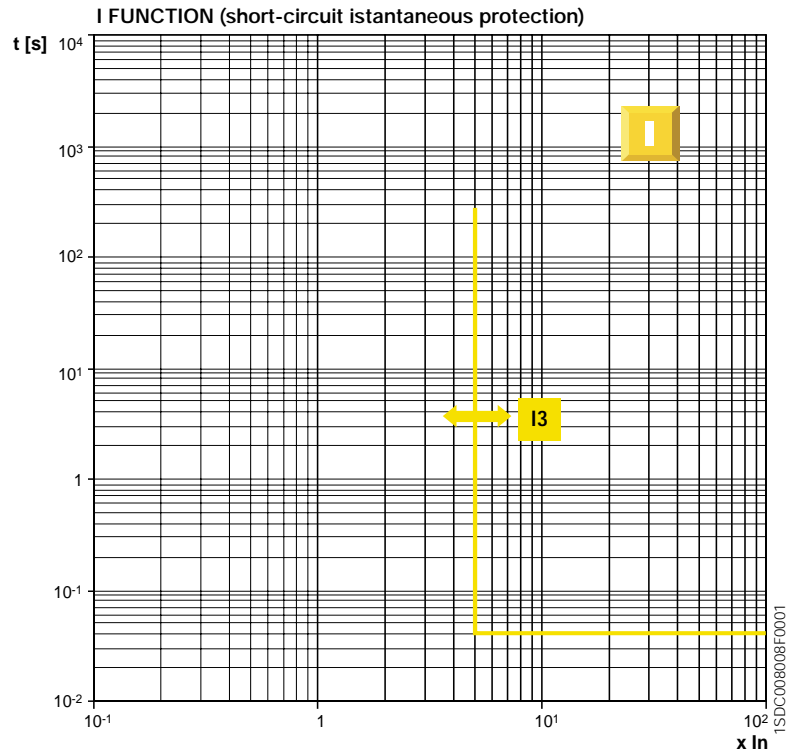 I FUNCTION (short-circuit istantaneous protection)
t [s]
10⁴
I
10³
10²
10¹
I3
1
10⁻¹
10⁻²
10⁻¹
1
10¹
10²
x In
1SDC008008F0001